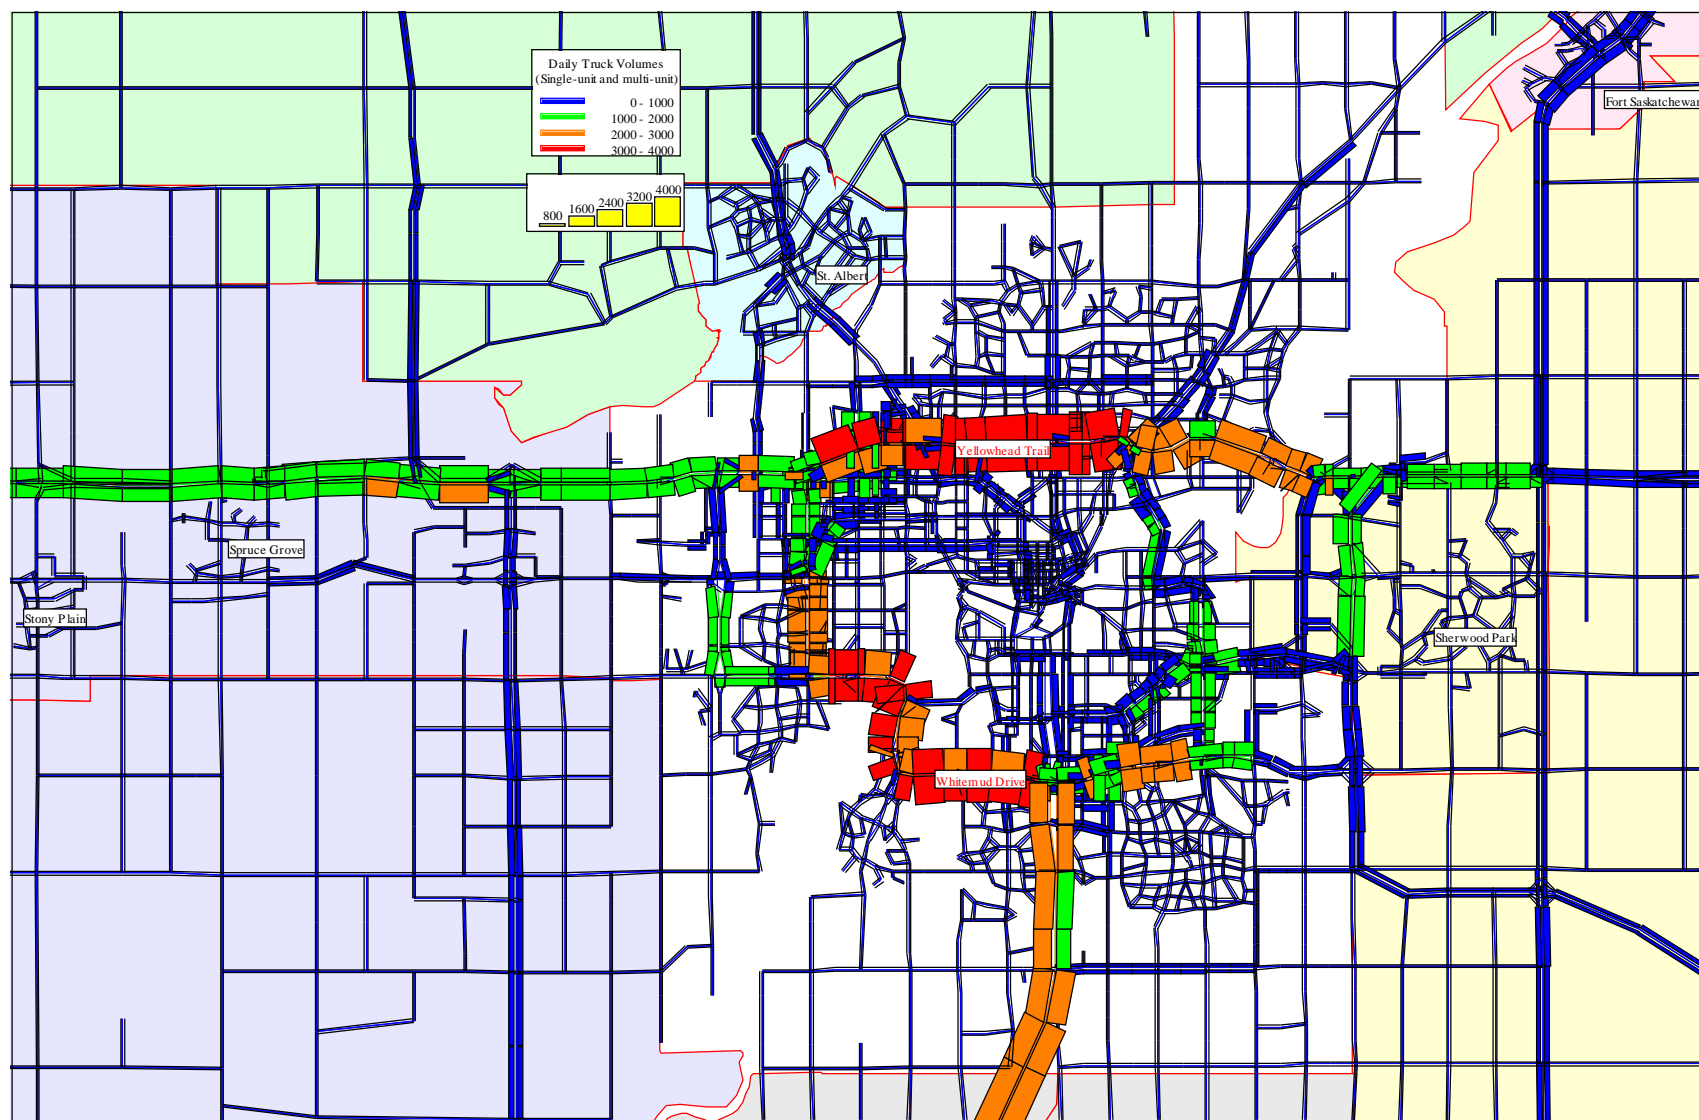 Daily Truck Volumes
(Single-unit and multi-unit)
0 - 1000
1000 - 2000
2000 - 3000
3000 - 4000
800 1600 2400 3200 4000
Fort Saskatchewan
St. Albert
Yellowhead Trail
Spruce Grove
Stony Plain
Sherwood Park
Whitemud Drive